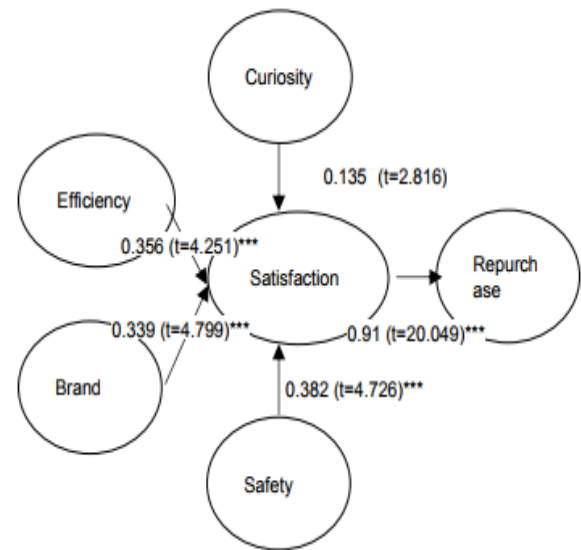 Curiosity
0.135 (t=2.816)
Efficiency
0.356 (t=4.251)***
Satisfaction
Repurch
ase
0.339 (t=4.799)***
0.91 (t=20.049)***
Brand
0.382 (t=4.726)***
Safety